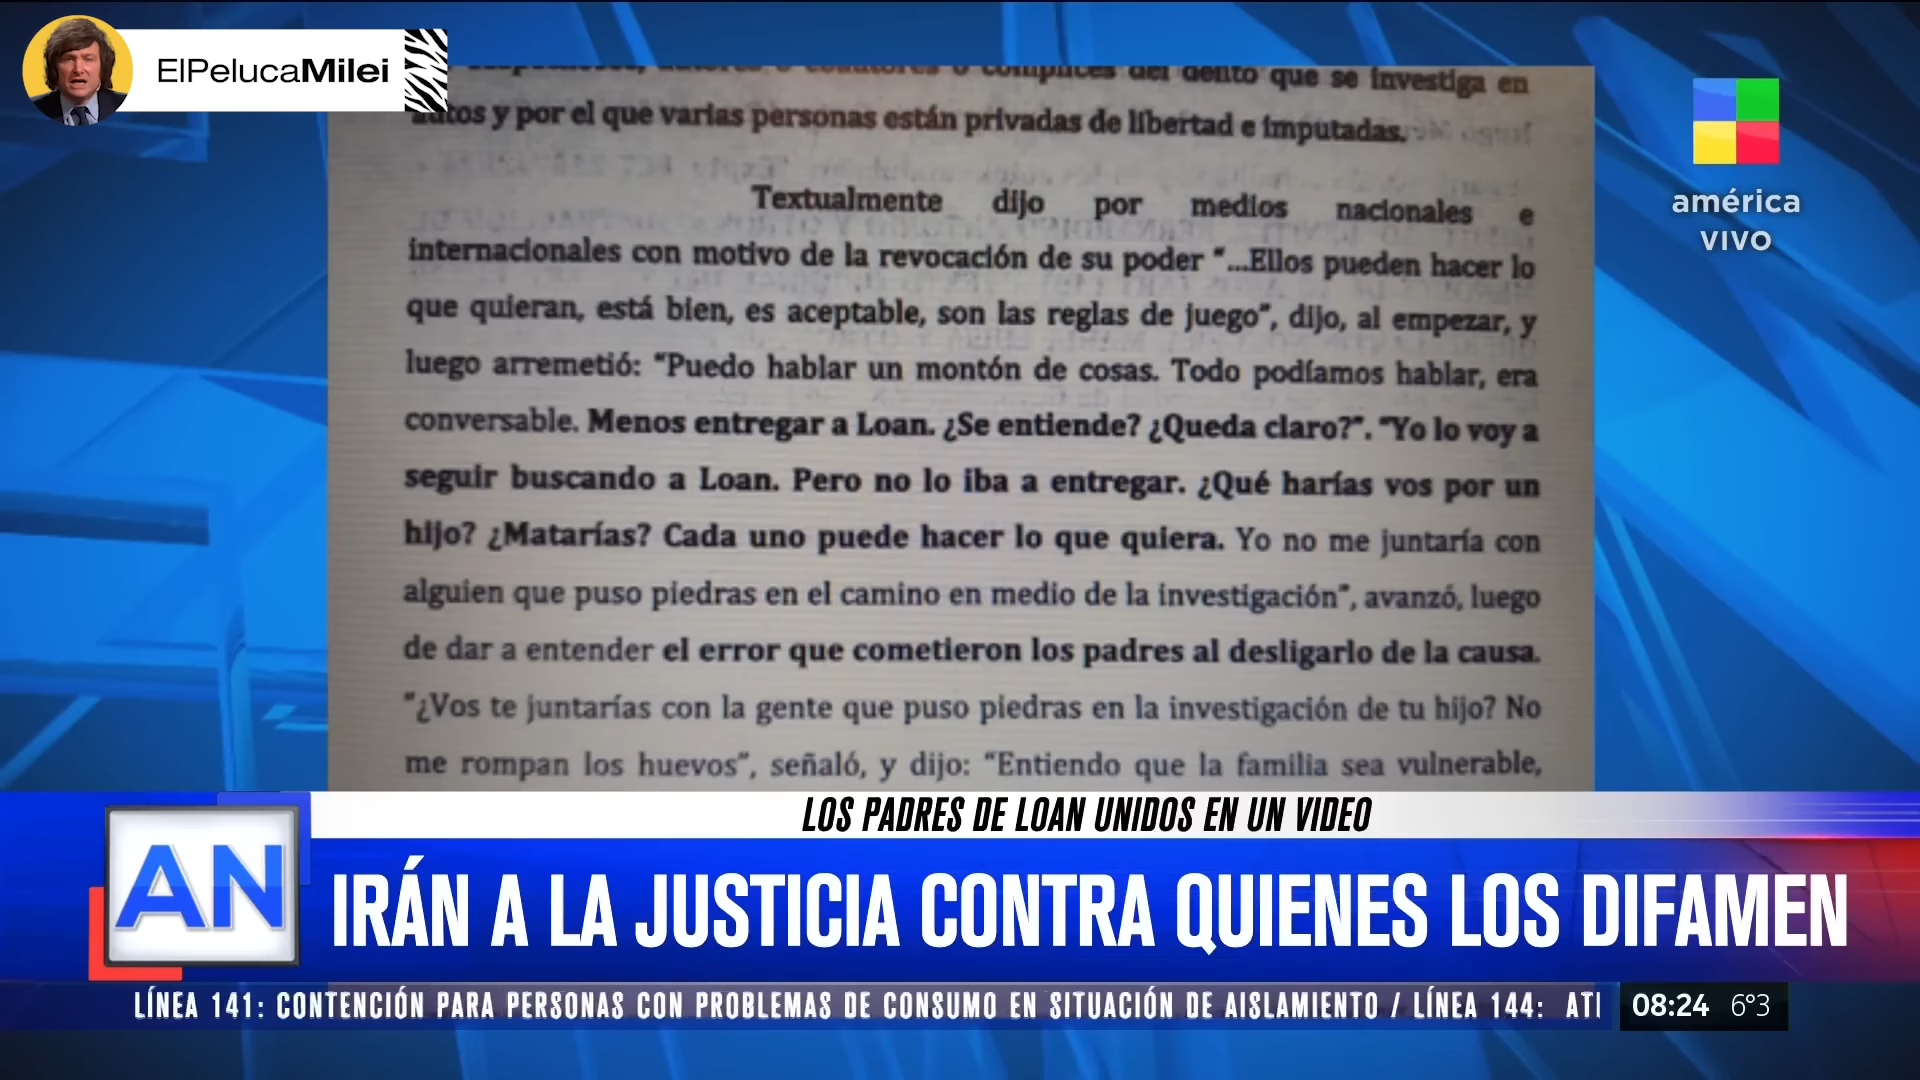 ElPelucaMilei
complices del delito que se investiga en
autos y por el que varias personas están privadas de libertad e imputadas.
Textualmente dijo por medios nacionales e
internacionales con motivo de la revocación de su poder "...Ellos pueden hacer lo
que quieran, está bien, es aceptable, son las reglas de juego", dijo, al empezar, y
luego arremetió: "Puedo hablar un montón de cosas. Todo podíamos hablar, era
conversable. Menos entregar a Loan. ¿Se entiende? ¿Queda claro?". "Yo lo voy a
seguir buscando a Loan. Pero no lo iba a entregar. ¿Qué harías vos por un
hijo? ¿Matarías? Cada uno puede hacer lo que quiera. Yo no me juntaría con
alguien que puso piedras en el camino en medio de la investigación", avanzó, luego
de dar a entender el error que cometieron los padres al desligarlo de la causa.
"¿Vos te juntarías con la gente que puso piedras en la investigación de tu hijo? No
me rompan los huevos", señaló, y dijo: "Entiendo que la familia sea vulnerable,
américa
VIVO
LOS PADRES DE LOAN UNIDOS EN UN VIDEO
AN
IRÁN A LA JUSTICIA CONTRA QUIENES LOS DIFAMEN
LÍNEA 141: CONTENCIÓN PARA PERSONAS CON PROBLEMAS DE CONSUMO EN SITUACIÓN DE AISLAMIENTO / LÍNEA 144: ATI
08:24 6°3